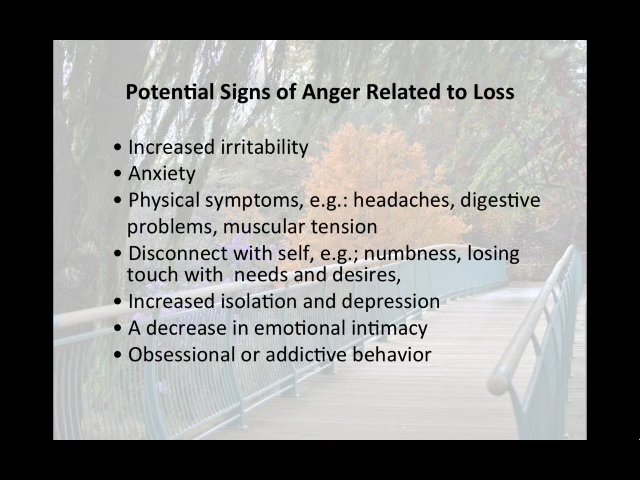 Potential Signs of Anger Related to Loss
• Increased irritability
• Anxiety
• Physical symptoms, e.g.: headaches, digestive
problems, muscular tension
• Disconnect with self, e.g.; numbness, losing
touch with  needs and desires,
• Increased isolation and depression
• A decrease in emotional intimacy
• Obsessional or addictive behavior